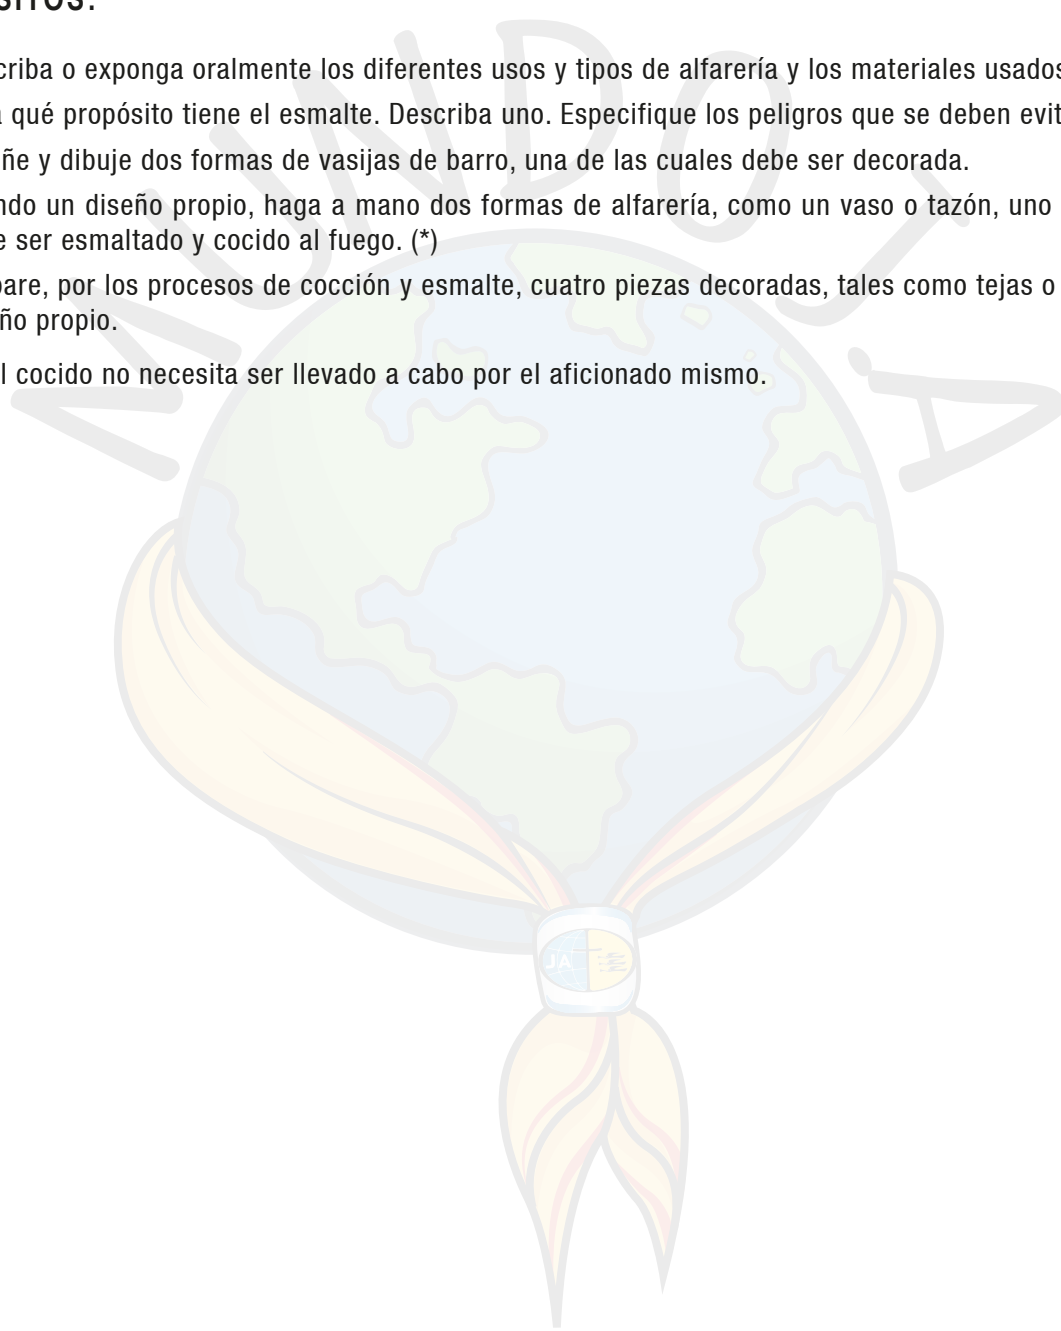 SITOS:
criba o exponga oralmente los diferentes usos y tipos de alfarería y los materiales usados
a qué propósito tiene el esmalte. Describa uno. Especifique los peligros que se deben evit
ñe y dibuje dos formas de vasijas de barro, una de las cuales debe ser decorada.
ndo un diseño propio, haga a mano dos formas de alfarería, como un vaso o tazón, uno
e ser esmaltado y cocido al fuego. (*)
pare, por los procesos de cocción y esmalte, cuatro piezas decoradas, tales como tejas o
ño propio.
l cocido no necesita ser llevado a cabo por el aficionado mismo.
MUNDO JA
JA